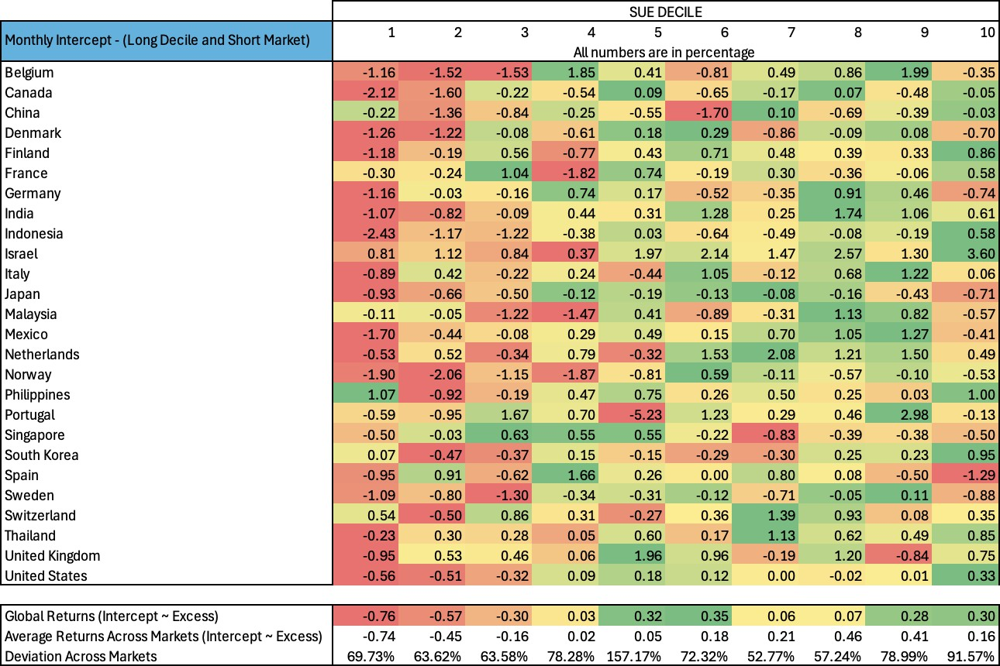 SUE DECILE
Monthly Intercept - (Long Decile and Short Market) 1 2 3 4 5 6 7 8 9 10
All numbers are in percentage
Belgium -1.16 -1.52 -1.53 1.85 0.41 -0.81 0.49 0.86 1.99 -0.35
Canada -2.12 -1.60 -0.22 -0.54 0.09 -0.65 -0.17 0.07 -0.48 -0.05
China -0.22 -1.36 -0.84 -0.25 -0.55 -1.70 0.10 -0.69 -0.39 -0.03
Denmark -1.26 -1.22 -0.08 -0.61 0.18 0.29 -0.86 -0.09 0.08 -0.70
Finland -1.18 -0.19 0.56 -0.77 0.43 0.71 0.48 0.39 0.33 0.86
France -0.30 -0.24 1.04 -1.82 0.74 -0.19 0.30 -0.36 -0.06 0.58
Germany -1.16 -0.03 -0.16 0.74 0.17 -0.52 -0.35 0.91 0.46 -0.74
India -1.07 -0.82 -0.09 0.44 0.31 1.28 0.25 1.74 1.06 0.61
Indonesia -2.43 -1.17 -1.22 -0.38 0.03 -0.64 -0.49 -0.08 -0.19 0.58
Israel 0.81 1.12 0.84 0.37 1.97 2.14 1.47 2.57 1.30 3.60
Italy -0.89 0.42 -0.22 0.24 -0.44 1.05 -0.12 0.68 1.22 0.06
Japan -0.93 -0.66 -0.50 -0.12 -0.19 -0.13 -0.08 -0.16 -0.43 -0.71
Malaysia -0.11 -0.05 -1.22 -1.47 0.41 -0.89 -0.31 1.13 0.82 -0.57
Mexico -1.70 -0.44 -0.08 0.29 0.49 0.15 0.70 1.05 1.27 -0.41
Netherlands -0.53 0.52 -0.34 0.79 -0.32 1.53 2.08 1.21 1.50 0.49
Norway -1.90 -2.06 -1.15 -1.87 -0.81 0.59 -0.11 -0.57 -0.10 -0.53
Philippines 1.07 -0.92 -0.19 0.47 0.75 0.26 0.50 0.25 0.03 1.00
Portugal -0.59 -0.95 1.67 0.70 -5.23 1.23 0.29 0.46 2.98 -0.13
Singapore -0.50 -0.03 0.63 0.55 0.55 -0.22 -0.83 -0.39 -0.38 -0.50
South Korea 0.07 -0.47 -0.37 0.15 -0.15 -0.29 -0.30 0.25 0.23 0.95
Spain -0.95 0.91 -0.62 1.66 0.26 0.00 0.80 0.08 -0.50 -1.29
Sweden -1.09 -0.80 -1.30 -0.34 -0.31 -0.12 -0.71 -0.05 0.11 -0.88
Switzerland 0.54 -0.50 0.86 0.31 -0.27 0.36 1.39 0.93 0.08 0.35
Thailand -0.23 0.30 0.28 0.05 0.60 0.17 1.13 0.62 0.49 0.85
United Kingdom -0.95 0.53 0.46 0.06 1.96 0.96 -0.19 1.20 -0.84 0.75
United States -0.56 -0.51 -0.32 0.09 0.18 0.12 0.00 -0.02 0.01 0.33
Global Returns (Intercept ~ Excess) -0.76 -0.57 -0.30 0.03 0.32 0.35 0.06 0.07 0.28 0.30
Average Returns Across Markets (Intercept ~ Excess) -0.74 -0.45 -0.16 0.02 0.05 0.18 0.21 0.46 0.41 0.16
Deviation Across Markets 69.73% 63.62% 63.58% 78.28% 157.17% 72.32% 52.77% 57.24% 78.99% 91.57%